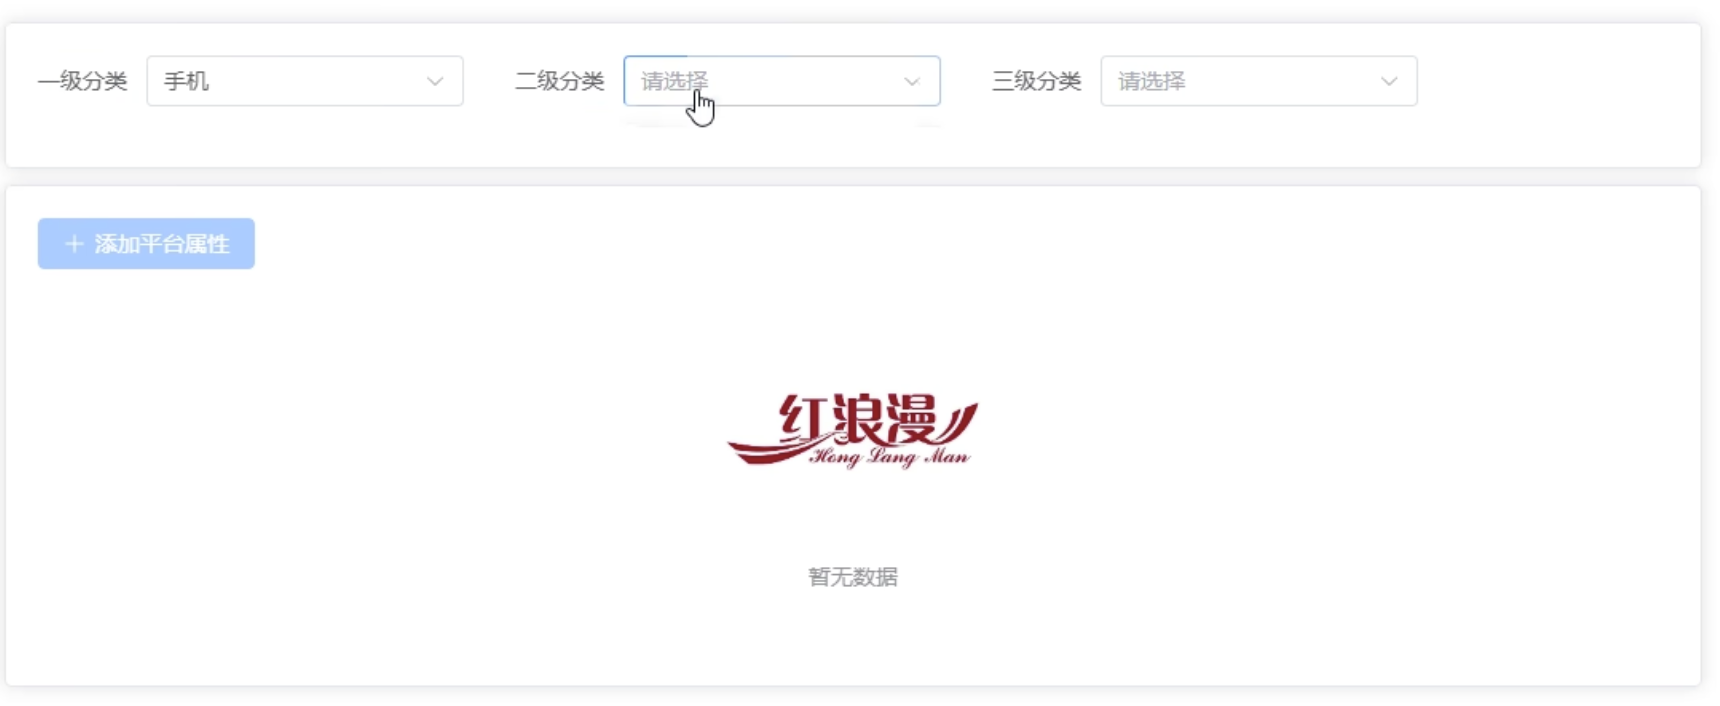 一级分类 手机 二级分类 请选择 三级分类 请选择
+ 添加平台属性
红浪漫
Hong Lang Man
暂无数据